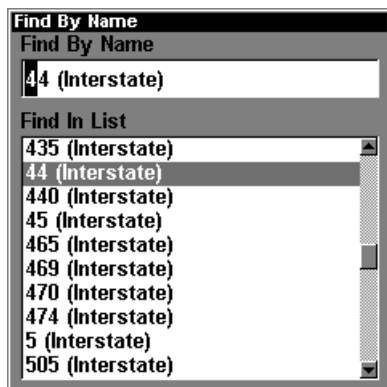 Find By Name
Find By Name
44 (Interstate)
Find In List
435 (Interstate)
44 (Interstate)
440 (Interstate)
45 (Interstate)
465 (Interstate)
469 (Interstate)
470 (Interstate)
474 (Interstate)
5 (Interstate)
505 (Interstate)